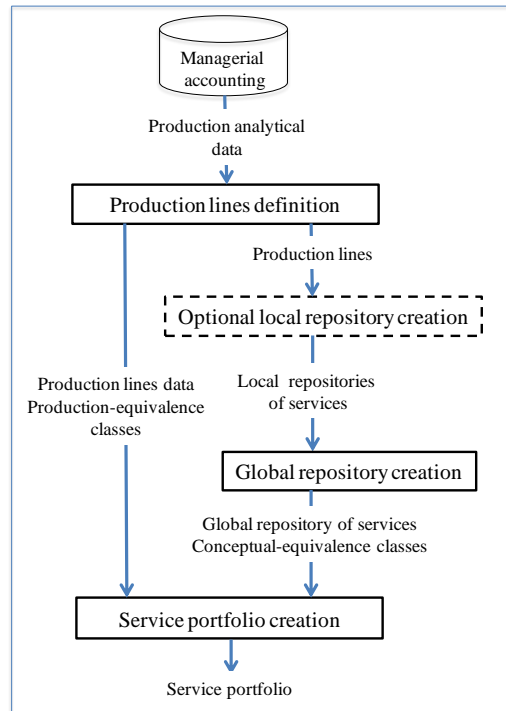 Managerial
accounting
Production analytical
data
Production lines definition
Production lines
Optional local repository creation
Production lines data
Production-equivalence
classes
Local repositories
of services
Global repository creation
Global repository of services
Conceptual-equivalence classes
Service portfolio creation
Service portfolio